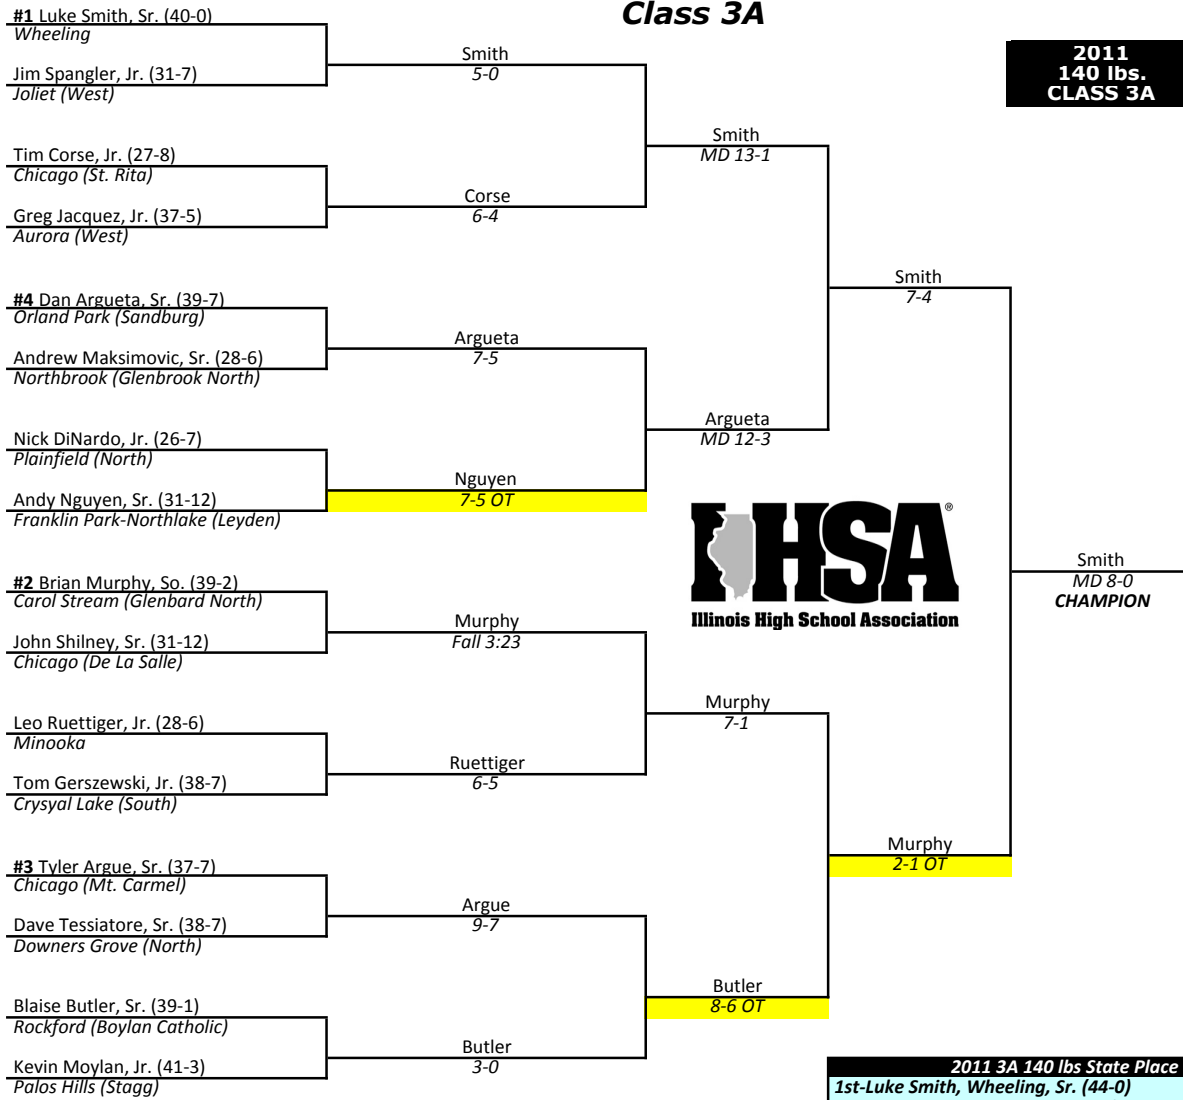 Class 3A
2011
140 lbs.
CLASS 3A
#1 Luke Smith, Sr. (40-0)
Wheeling
Smith
5-0
Jim Spangler, Jr. (31-7)
Joliet (West)
Smith
MD 13-1
Tim Corse, Jr. (27-8)
Chicago (St. Rita)
Corse
6-4
Greg Jacquez, Jr. (37-5)
Aurora (West)
Smith
7-4
#4 Dan Argueta, Sr. (39-7)
Orland Park (Sandburg)
Argueta
7-5
Andrew Maksimovic, Sr. (28-6)
Northbrook (Glenbrook North)
Argueta
MD 12-3
Nick DiNardo, Jr. (26-7)
Plainfield (North)
Nguyen
7-5 OT
Andy Nguyen, Sr. (31-12)
Franklin Park-Northlake (Leyden)
IHSA®
Illinois High School Association
Smith
MD 8-0
CHAMPION
#2 Brian Murphy, So. (39-2)
Carol Stream (Glenbard North)
Murphy
Fall 3:23
John Shilney, Sr. (31-12)
Chicago (De La Salle)
Murphy
7-1
Leo Ruettiger, Jr. (28-6)
Minooka
Ruettiger
6-5
Tom Gerszewski, Jr. (38-7)
Crysyal Lake (South)
Murphy
2-1 OT
#3 Tyler Argue, Sr. (37-7)
Chicago (Mt. Carmel)
Argue
9-7
Dave Tessiatore, Sr. (38-7)
Downers Grove (North)
Butler
8-6 OT
Blaise Butler, Sr. (39-1)
Rockford (Boylan Catholic)
Butler
3-0
Kevin Moylan, Jr. (41-3)
Palos Hills (Stagg)
2011 3A 140 lbs State Place
1st-Luke Smith, Wheeling, Sr. (44-0)